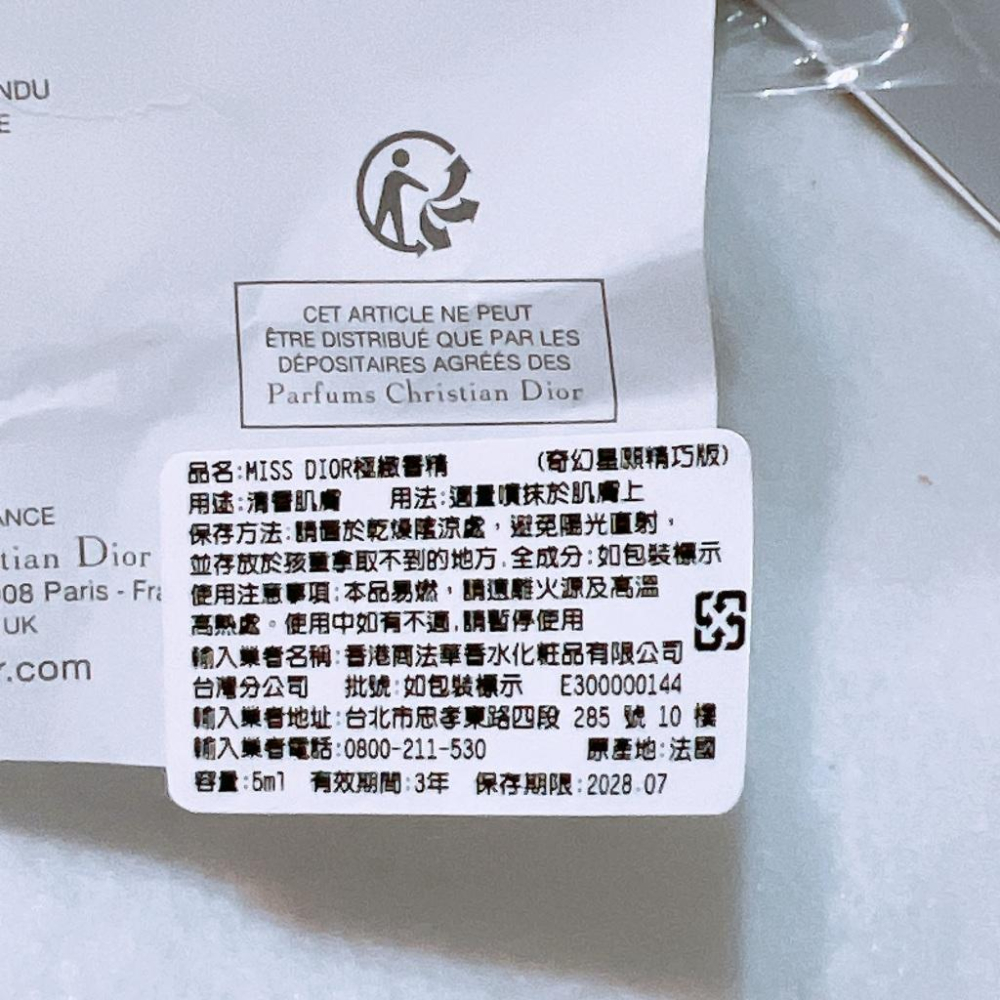 NDU
E
CET ARTICLE NE PEUT
ÊTRE DISTRIBUÉ QUE PAR LES
DÉPOSITAIRES AGRÉÉS DES
Parfums Christian Dior
ANCE
tian Dior
008 Paris - Fra
UK
r.com
品名:MISS DIOR極緻香精 (奇幻星願精巧版)
用途:清香肌膚 用法:適量噴抹於肌膚上
保存方法:請置於乾燥陰涼處,避免陽光直射,
並存放於孩童拿取不到的地方.全成分:如包裝標示
使用注意事項:本品易燃,請遠離火源及高溫
高熱處。使用中如有不適,請暫停使用
輸入業者名稱:香港商法華香水化粧品有限公司
台灣分公司 批號:如包裝標示 E300000144
輸入業者地址:台北市忠孝東路四段 285 號 10 樓
輸入業者電話:0800-211-530 原產地:法國
容量:5ml 有效期間:3年 保存期限:2028.07